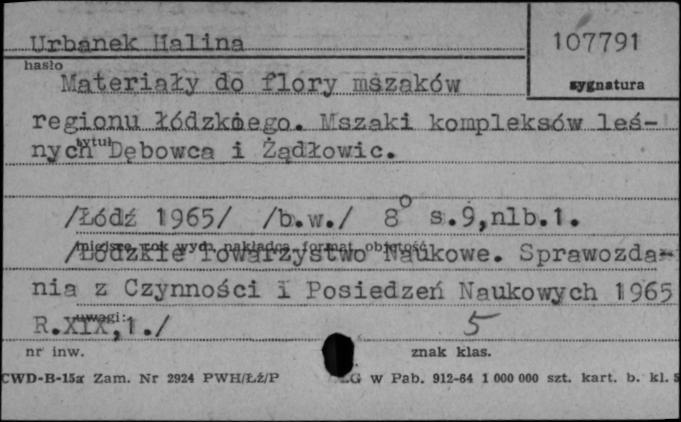 Urbanek Halina
107791
hasło
sygnatura
Materiały do flory mszaków
regionu łódzkiego. Mszaki kompleksów leś-
nych Dębowca i Żądłowic.
tytuł
/Łódź 1965/ /b.w./ 8° s.9,nlb.1.
miejsce, rok wyd. nakładca, format, objętość
/Łódzkie Towarzystwo Naukowe. Sprawozda-
nia z Czynności i Posiedzeń Naukowych 1965
uwagi:
R.XIX,1./
5
nr inw.
znak klas.
CWD-B-15a Zam. Nr 2924 PWH/Łź/P
ŁG w Pab. 912-64 1 000 000 szt. kart. b. kl. 5